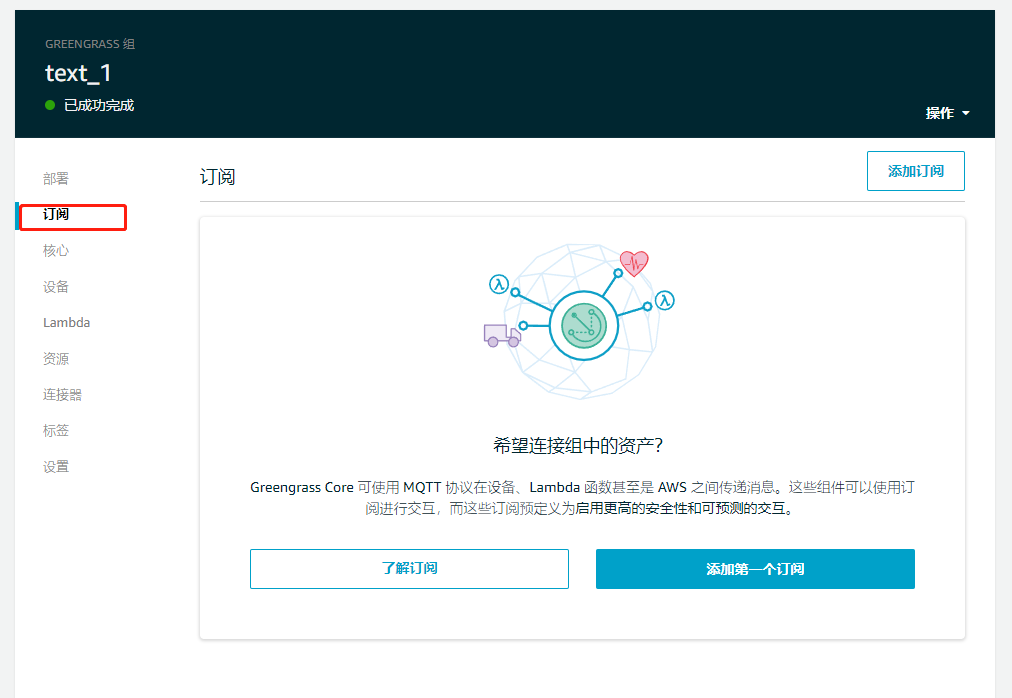 GREENGRASS 组
text_1
已成功完成
操作
部署
订阅
核心
设备
Lambda
资源
连接器
标签
设置
订阅
添加订阅
λ
λ
希望连接组中的资产？
Greengrass Core 可使用 MQTT 协议在设备、Lambda 函数甚至是 AWS 之间传递消息。这些组件可以使用订
阅进行交互，而这些订阅预定义为启用更高的安全性和可预测的交互。
了解订阅
添加第一个订阅